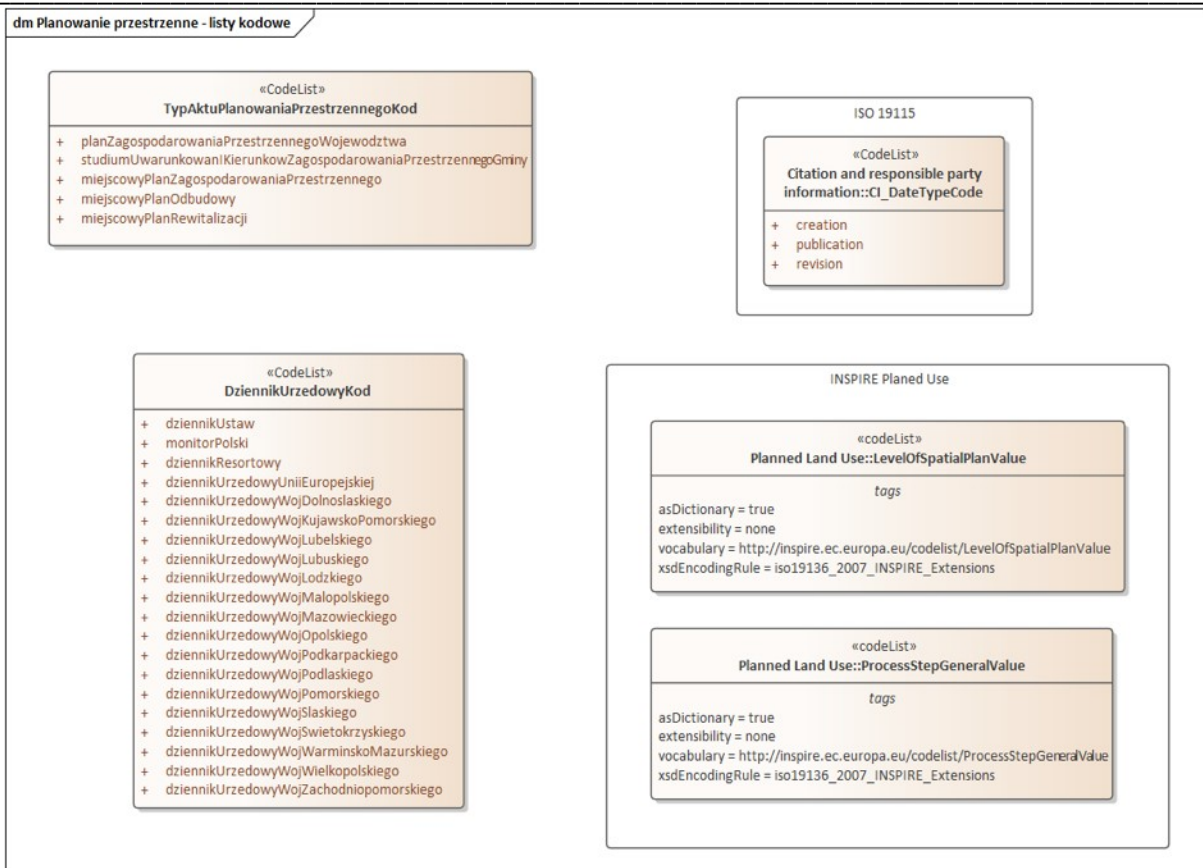 dm Planowanie przestrzenne - listy kodowe
«CodeList»
TypAktuPlanowaniaPrzestrzennegoKod
+ planZagospodarowaniaPrzestrzennegoWojewodztwa
+ studiumUwarunkowanIKierunkowZagospodarowaniaPrzestrzennegoGminy
+ miejscowyPlanZagospodarowaniaPrzestrzennego
+ miejscowyPlanOdbudowy
+ miejscowyPlanRewitalizacji
ISO 19115
«CodeList»
Citation and responsible party
information::CI_DateTypeCode
+ creation
+ publication
+ revision
«CodeList»
DziennikUrzedowyKod
+ dziennikUstaw
+ monitorPolski
+ dziennikResortowy
+ dziennikUrzedowyUniiEuropejskiej
+ dziennikUrzedowyWojDolnoslaskiego
+ dziennikUrzedowyWojKujawskoPomorskiego
+ dziennikUrzedowyWojLubelskiego
+ dziennikUrzedowyWojLubuskiego
+ dziennikUrzedowyWojLodzkiego
+ dziennikUrzedowyWojMalopolskiego
+ dziennikUrzedowyWojMazowieckiego
+ dziennikUrzedowyWojOpolskiego
+ dziennikUrzedowyWojPodkarpackiego
+ dziennikUrzedowyWojPodlaskiego
+ dziennikUrzedowyWojPomorskiego
+ dziennikUrzedowyWojSlaskiego
+ dziennikUrzedowyWojSwietokrzyskiego
+ dziennikUrzedowyWojWarminskoMazurskiego
+ dziennikUrzedowyWojWielkopolskiego
+ dziennikUrzedowyWojZachodniopomorskiego
INSPIRE Planed Use
«codeList»
Planned Land Use::LevelOfSpatialPlanValue
tags
asDictionary = true
extensibility = none
vocabulary = http://inspire.ec.europa.eu/codelist/LevelOfSpatialPlanValue
xsdEncodingRule = iso19136_2007_INSPIRE_Extensions
«codeList»
Planned Land Use::ProcessStepGeneralValue
tags
asDictionary = true
extensibility = none
vocabulary = http://inspire.ec.europa.eu/codelist/ProcessStepGeneralValue
xsdEncodingRule = iso19136_2007_INSPIRE_Extensions